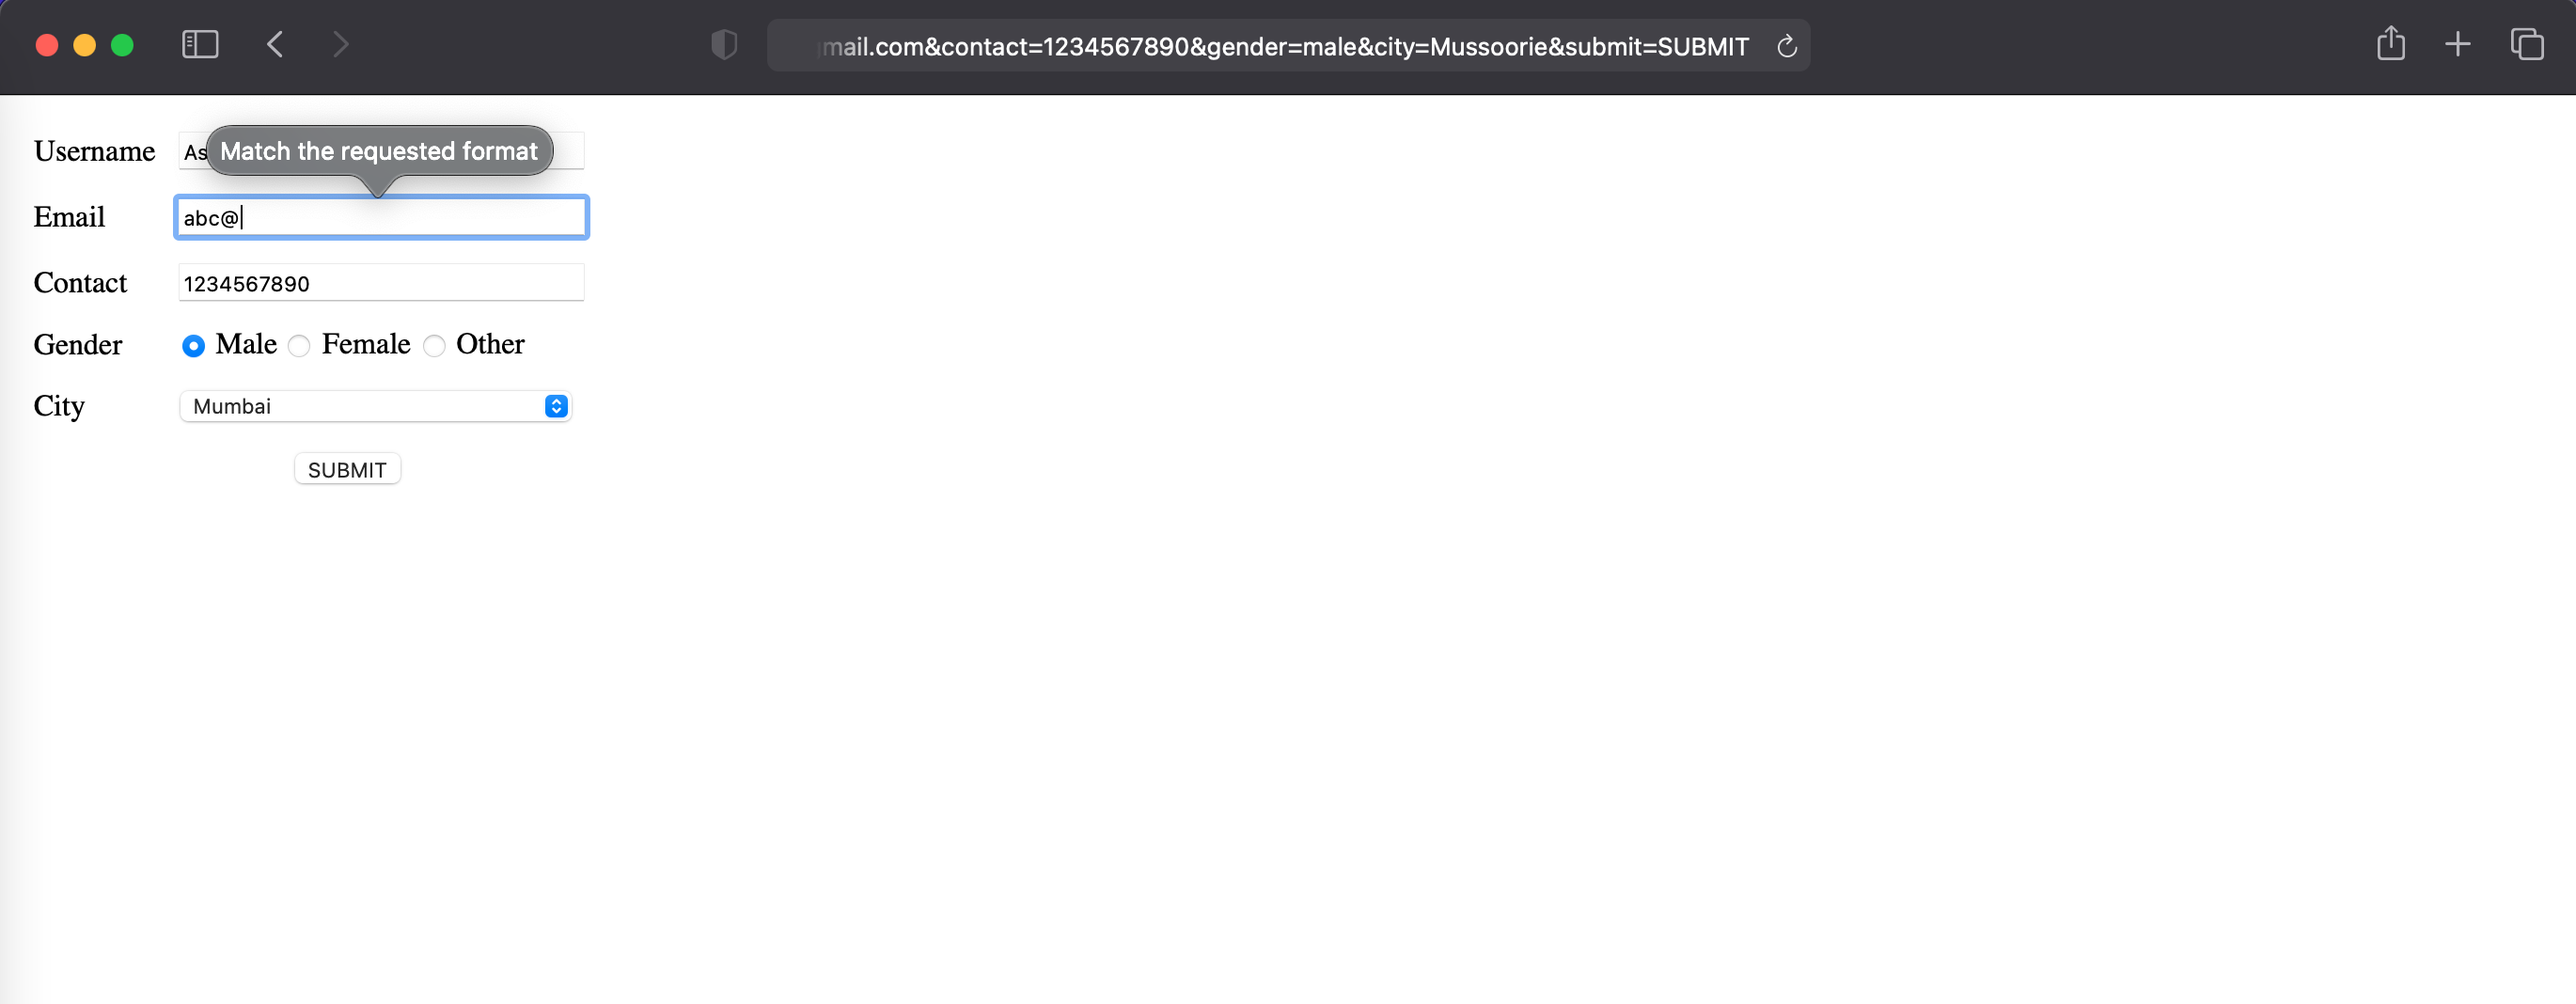 mail.com&contact=1234567890&gender=male&city=Mussoorie&submit=SUBMIT
Match the requested format
Username As
Email abc@
Contact 1234567890
Gender Male Female Other
City Mumbai
SUBMIT